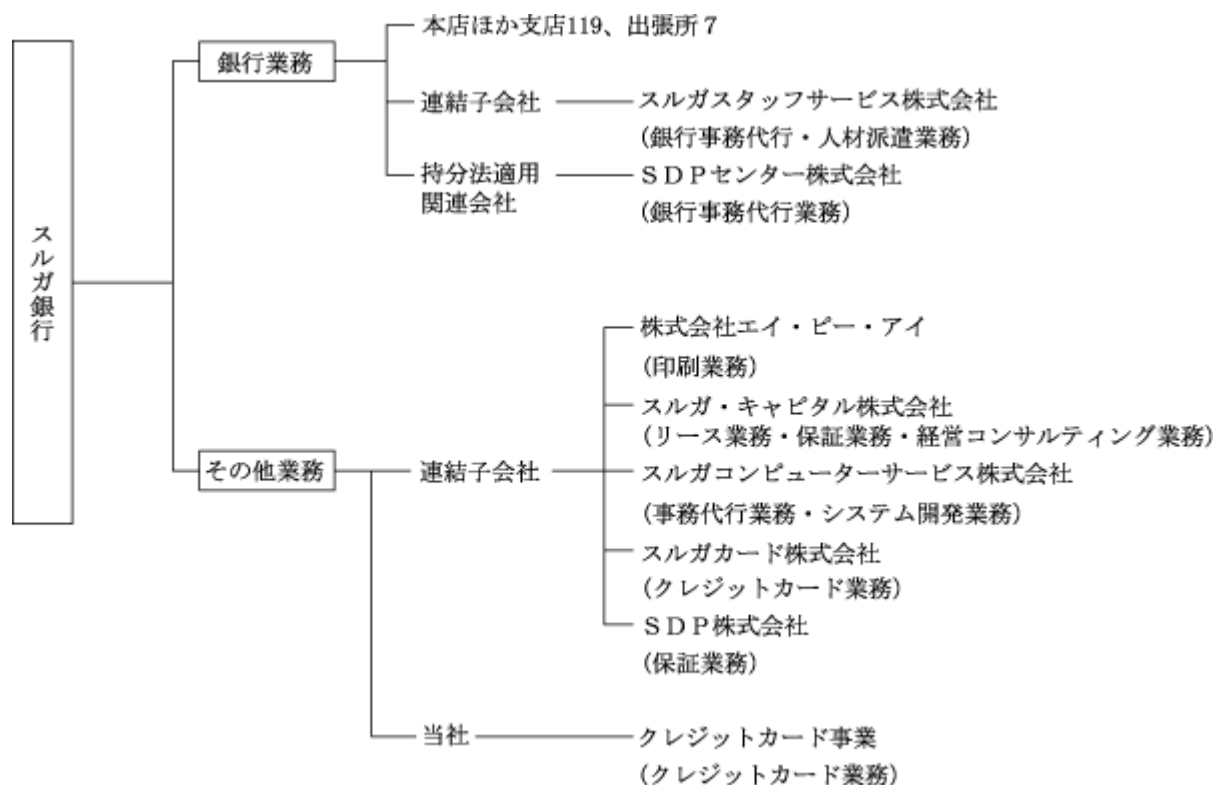 スルガ銀行
銀行業務
本店ほか支店119、出張所７
連結子会社
スルガスタッフサービス株式会社
(銀行事務代行・人材派遣業務)
持分法適用
関連会社
ＳＤＰセンター株式会社
(銀行事務代行業務)
その他業務
連結子会社
株式会社エイ・ピー・アイ
(印刷業務)
スルガ・キャピタル株式会社
(リース業務・保証業務・経営コンサルティング業務)
スルガコンピューターサービス株式会社
(事務代行業務・システム開発業務)
スルガカード株式会社
(クレジットカード業務)
ＳＤＰ株式会社
(保証業務)
当社
クレジットカード事業
(クレジットカード業務)